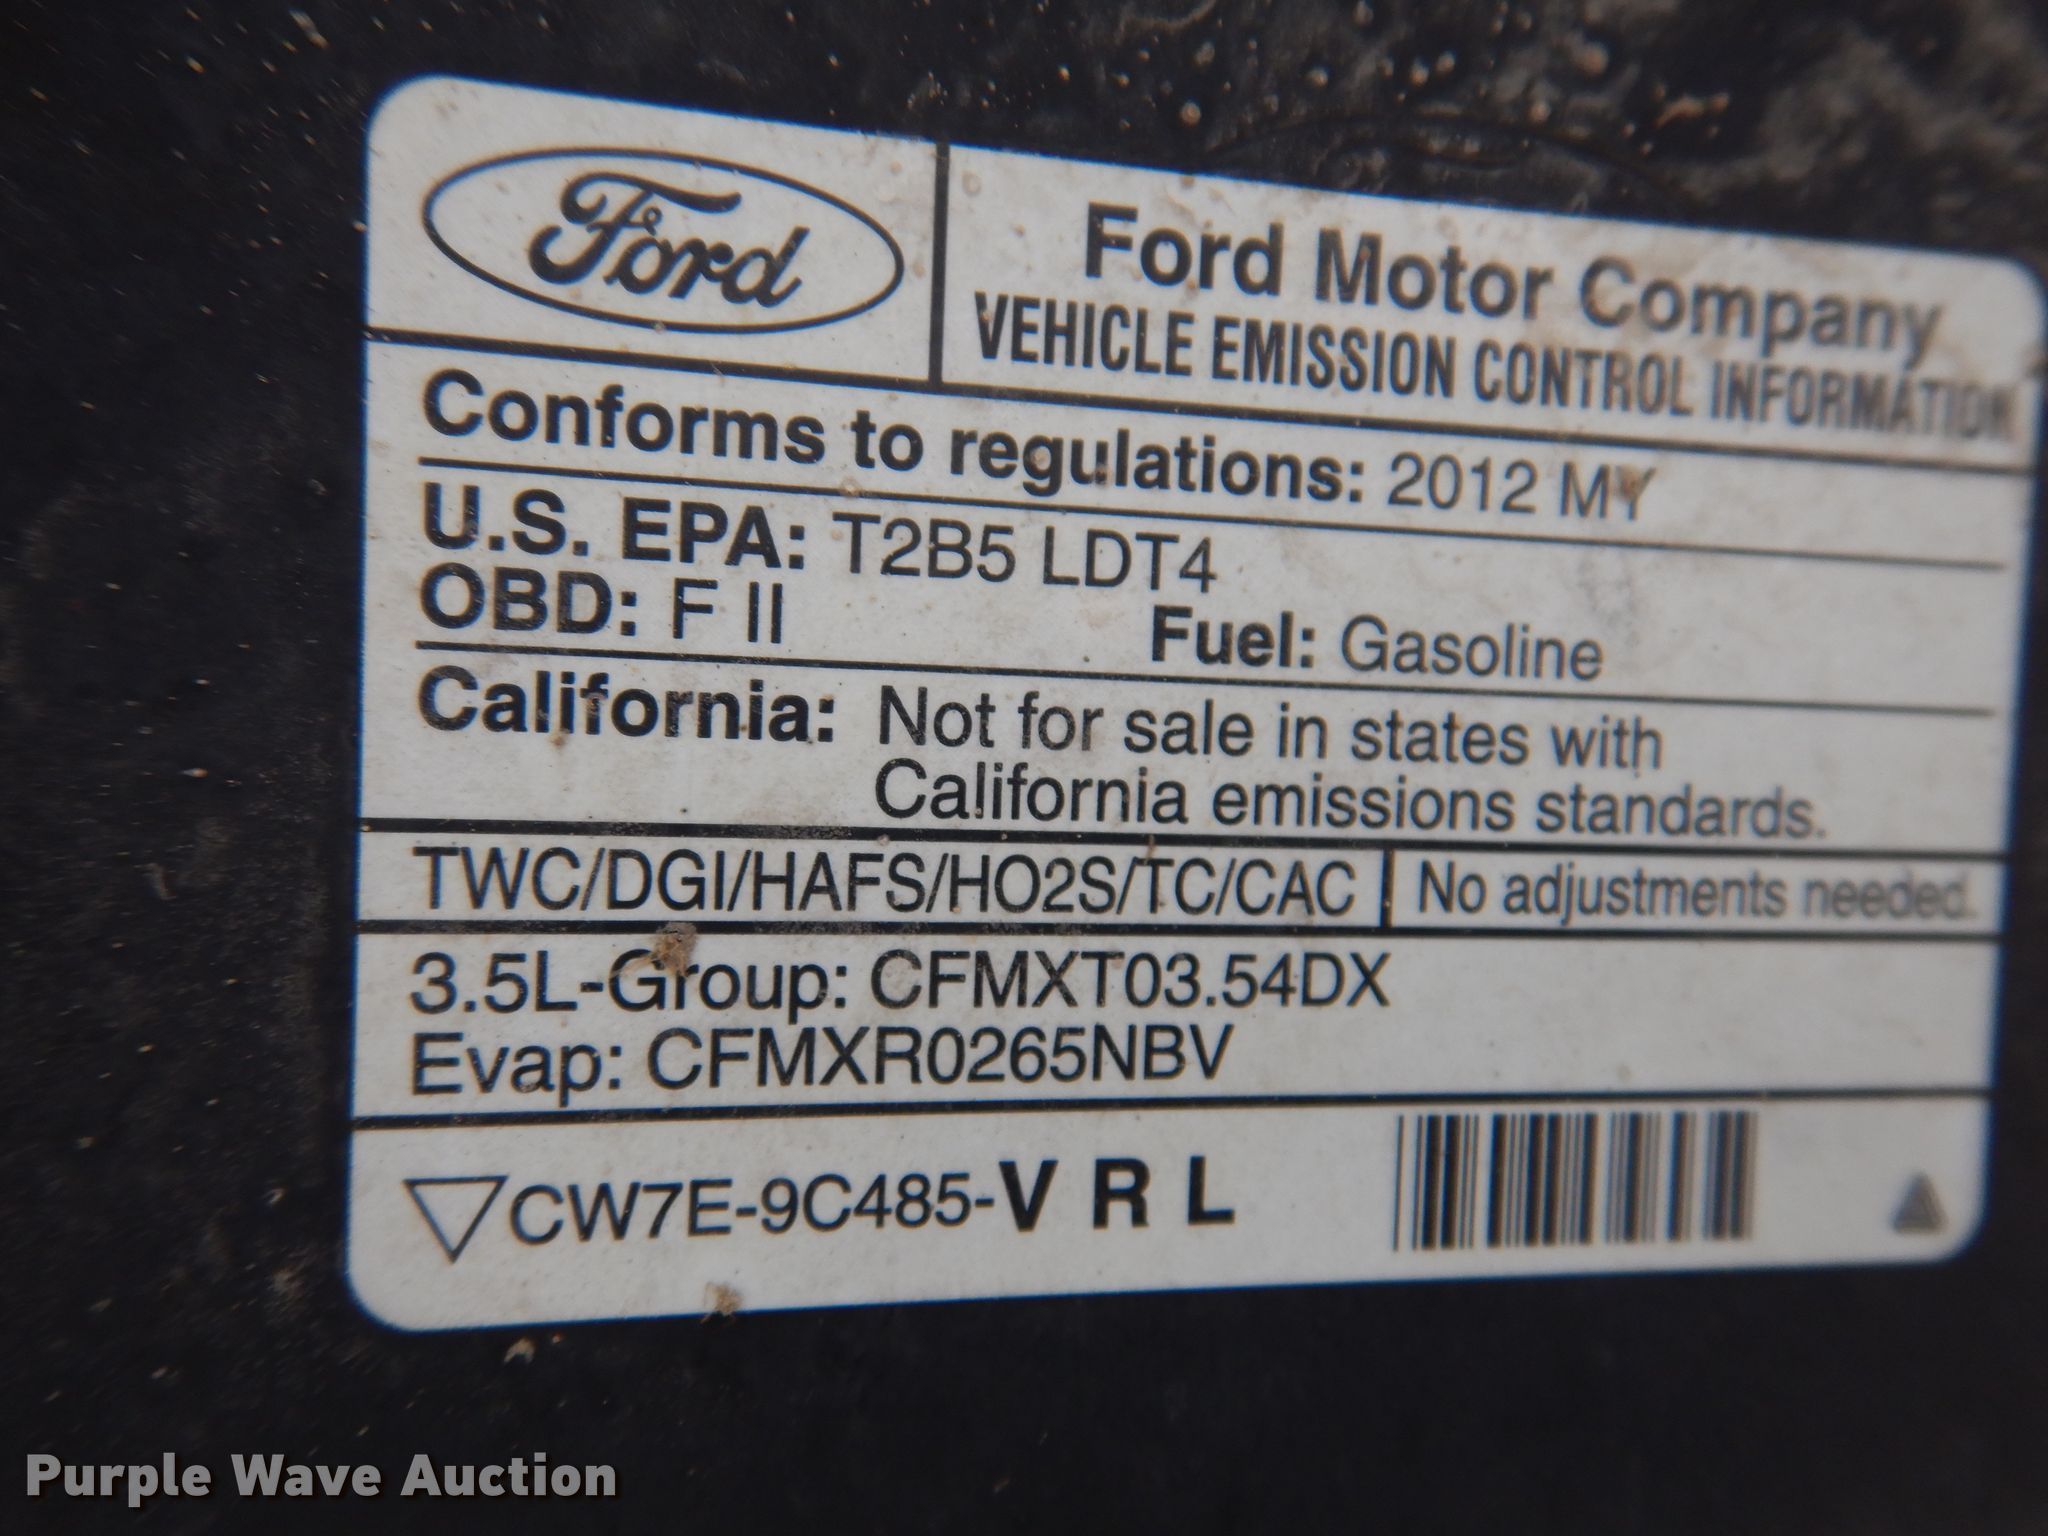 Ford
Ford Motor Company
VEHICLE EMISSION CONTROL INFORMATION
Conforms to regulations: 2012 MY
U.S. EPA: T2B5 LDT4
OBD: F II Fuel: Gasoline
California: Not for sale in states with
California emissions standards.
TWC/DGI/HAFS/HO2S/TC/CAC No adjustments needed.
3.5L-Group: CFMXT03.54DX
Evap: CFMXR0265NBV
CW7E-9C485-V R L
Purple Wave Auction